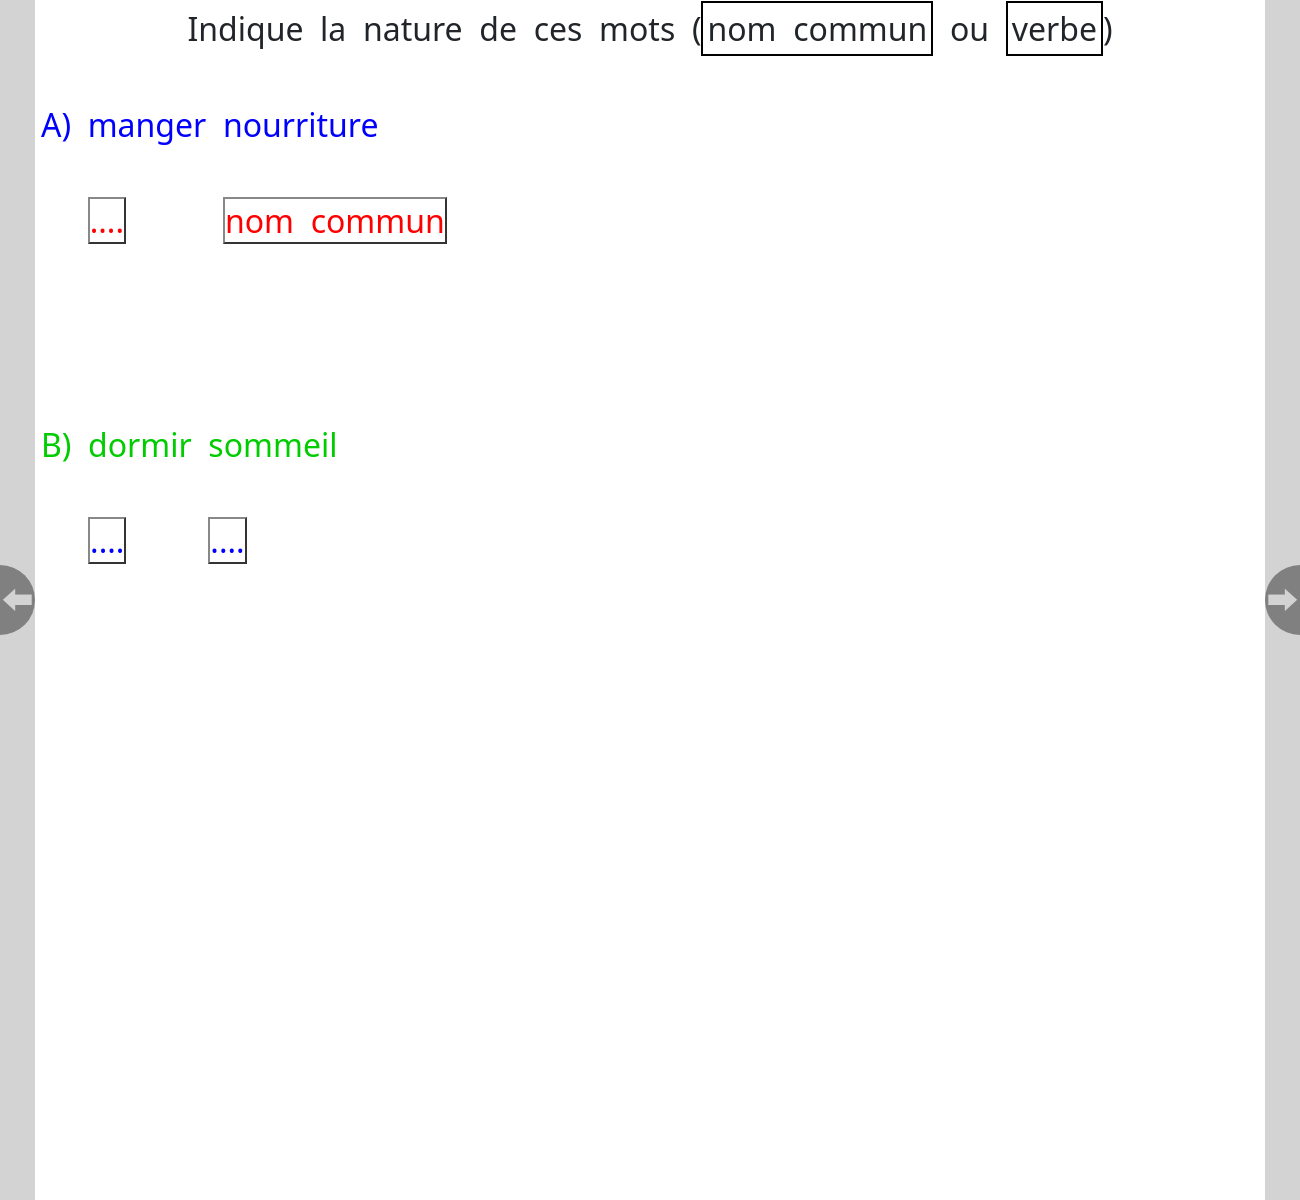 Indique la nature de ces mots (nom commun ou verbe)
A) manger nourriture
.... nom commun
B) dormir sommeil
.... ....